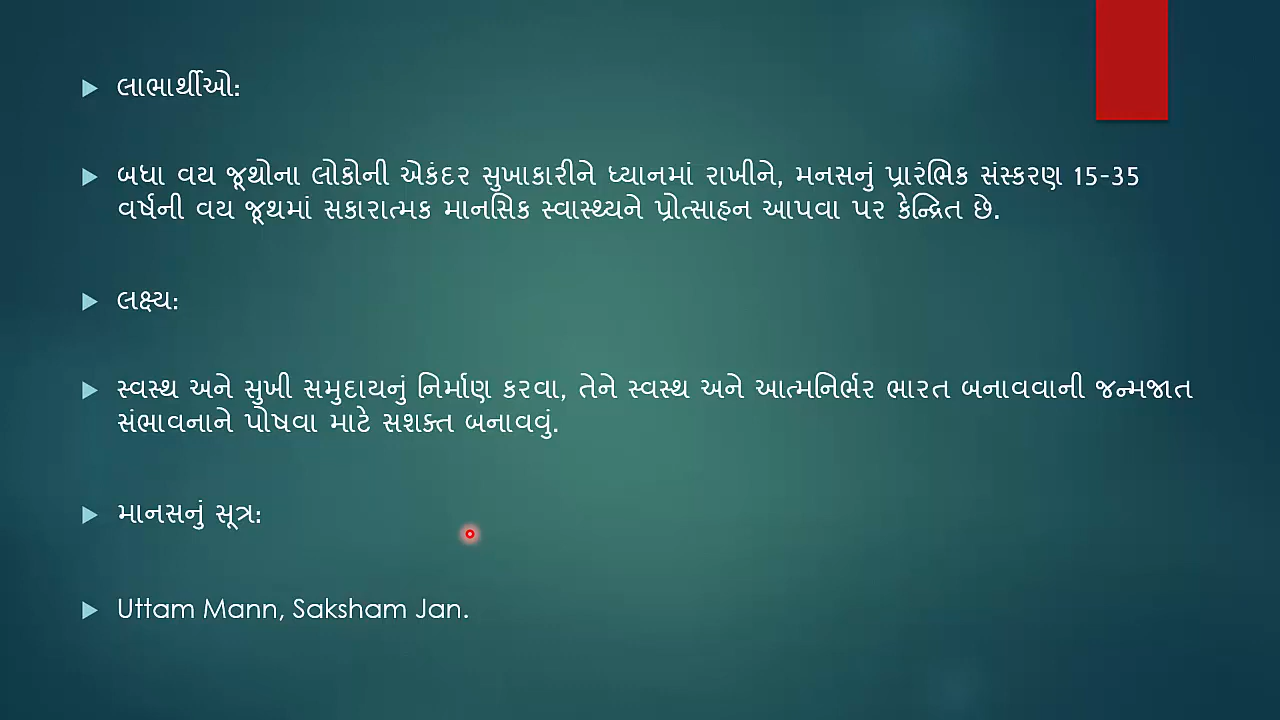 લાભાર્થીઓ:
બધા વય જૂથોના લોકોની એકંદર સુખાકારીને ધ્યાનમાં રાખીને, મનસનું પ્રારંભિક સંસ્કરણ 15-35
વર્ષની વય જૂથમાં સકારાત્મક માનસિક સ્વાસ્થ્યને પ્રોત્સાહન આપવા પર કેન્દ્રિત છે.
લક્ષ્ય:
સ્વસ્થ અને સુખી સમુદાયનું નિર્માણ કરવા, તેને સ્વસ્થ અને આત્મનિર્ભર ભારત બનાવવાની જન્મજાત
સંભાવનાને પોષવા માટે સશક્ત બનાવવું.
માનસનું સૂત્ર:
Uttam Mann, Saksham Jan.